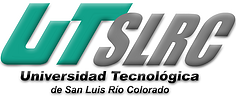 UTSLRC
Universidad Tecnológica
de San Luis Río Colorado